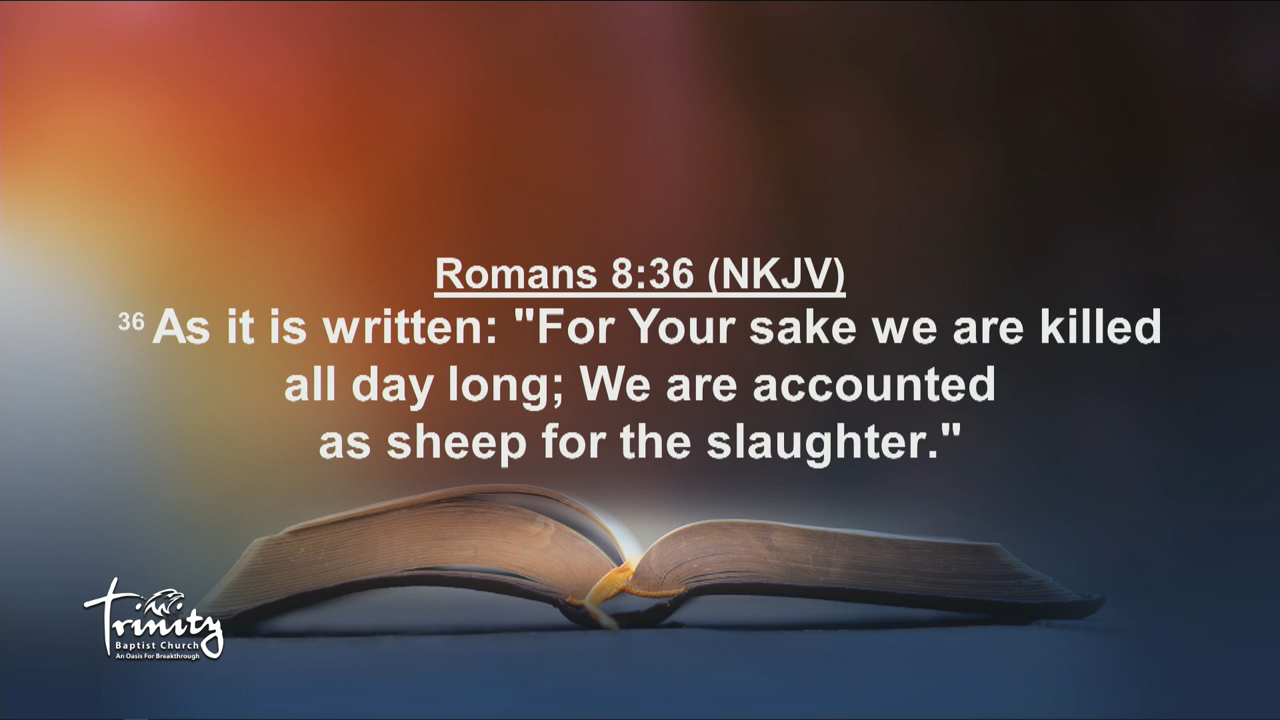 Romans 8:36 (NKJV)
36 As it is written: "For Your sake we are killed
all day long; We are accounted
as sheep for the slaughter."
Trinity
Baptist Church
An Oasis For Breakthrough